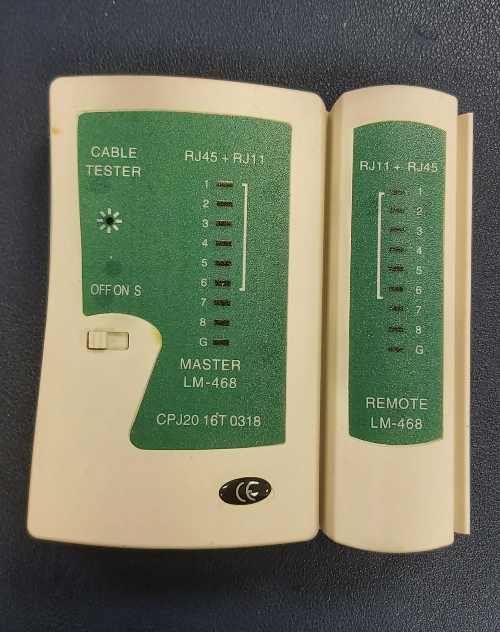 CABLE
TESTER
OFF ON S
RJ45 + RJ11
1
2
3
4
5
6
7
8
G
MASTER
LM-468
CPJ20 16T 0318
CE
RJ11 + RJ45
1
2
3
4
5
6
7
8
G
REMOTE
LM-468